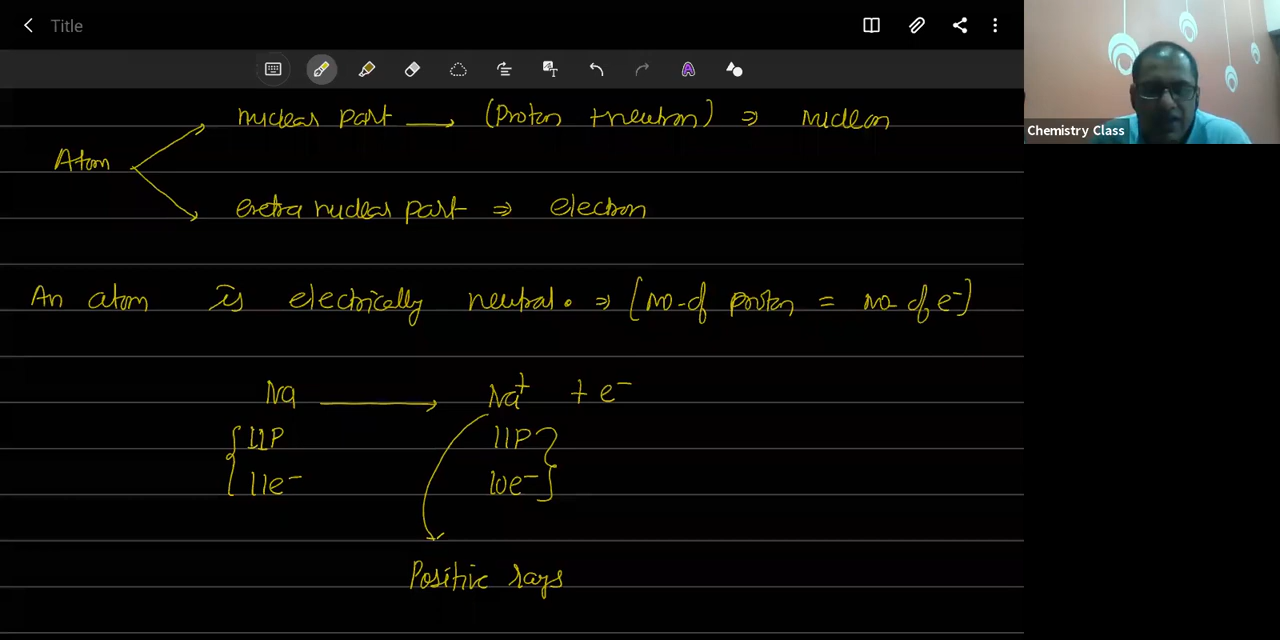 Title
Chemistry Class
nuclear part → (Proton + neutron) ⇒ nucleon
Atom
extra nuclear part ⇒ electron
An atom is electrically neutral. ⇒ [no. of proton = no. of e⁻]
Na → Na⁺ + e⁻
{11P 11P}
11e⁻ 10e⁻
Positive rays